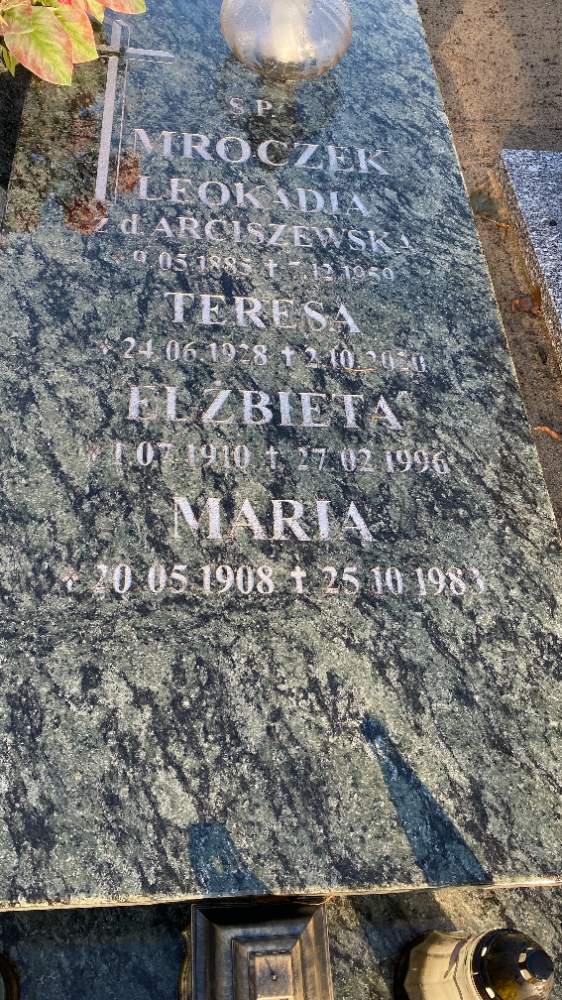 Ś.P.
MROCZEK
LEOKADIA
Z d. ARCISZEWSKA
* 9.05.1885 † 7.12.1959
TERESA
* 24.06.1928 † 2.10.2020
ELŻBIETA
* 1.07.1910 † 27.02.1996
MARIA
* 20.05.1908 † 25.10.1983